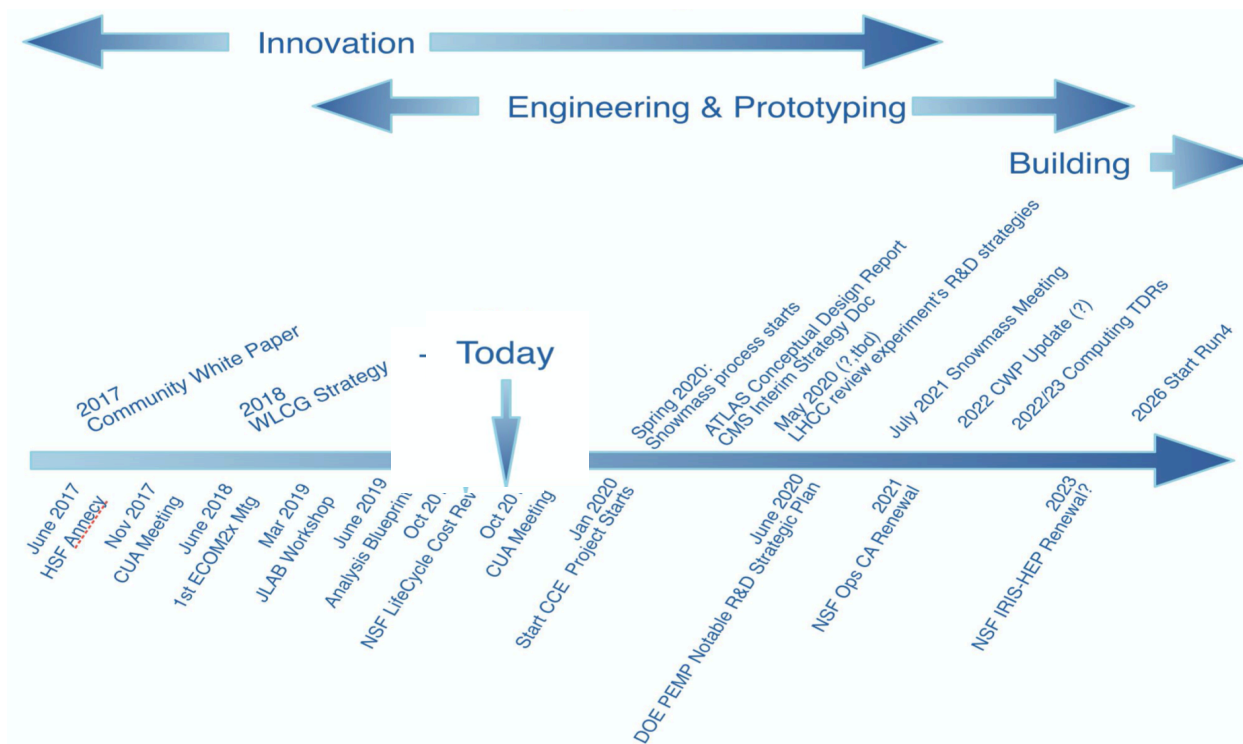 Innovation
Engineering & Prototyping
Building
2017
Community White Paper
2018
WLCG Strategy
Today
Spring 2020:
Snowmass process starts
ATLAS Conceptual Design Report
CMS Interim Strategy Doc
May 2020 (?,tbd)
LHCC review experiment's R&D strategies
July 2021 Snowmass Meeting
2022 CWP Update (?)
2022/23 Computing TDRs
2026 Start Run4
June 2017
HSF Annecy
Nov 2017
CUA Meeting
June 2018
1st ECOM2x Mtg
Mar 2019
JLAB Workshop
June 2019
Analysis Blueprint
Oct 20
NSF LifeCycle Cost Rev
Oct 20
CUA Meeting
Jan 2020
Start CCE Project Starts
June 2020
DOE PEMP Notable R&D Strategic Plan
2021
NSF Ops CA Renewal
2023
NSF IRIS-HEP Renewal?